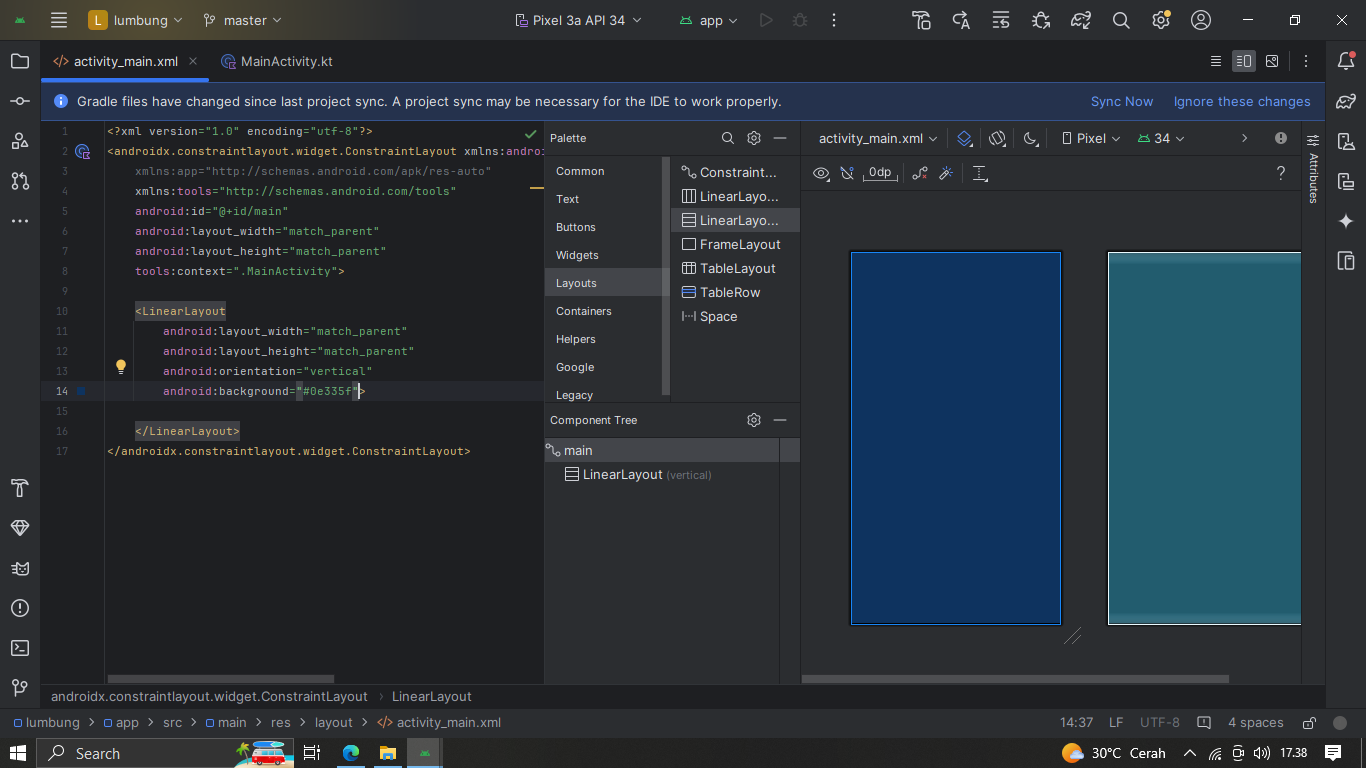 L lumbung master Pixel 3a API 34 app
activity_main.xml MainActivity.kt
Gradle files have changed since last project sync. A project sync may be necessary for the IDE to work properly. Sync Now Ignore these changes
1 <?xml version="1.0" encoding="utf-8"?>
2 <androidx.constraintlayout.widget.ConstraintLayout xmlns:androi
3 xmlns:app="http://schemas.android.com/apk/res-auto"
4 xmlns:tools="http://schemas.android.com/tools"
5 android:id="@+id/main"
6 android:layout_width="match_parent"
7 android:layout_height="match_parent"
8 tools:context=".MainActivity">
9
10 <LinearLayout
11 android:layout_width="match_parent"
12 android:layout_height="match_parent"
13 android:orientation="vertical"
14 android:background="#0e335f">
15
16 </LinearLayout>
17 </androidx.constraintlayout.widget.ConstraintLayout>
Palette
Common
Text
Buttons
Widgets
Layouts
Containers
Helpers
Google
Legacy
Constraint...
LinearLayo...
LinearLayo...
FrameLayout
TableLayout
TableRow
Space
Component Tree
main
LinearLayout (vertical)
activity_main.xml Pixel 34
0dp ?
Attributes
androidx.constraintlayout.widget.ConstraintLayout › LinearLayout
lumbung > app > src > main > res > layout > activity_main.xml 14:37 LF UTF-8 4 spaces
Search 30°C Cerah 17.38